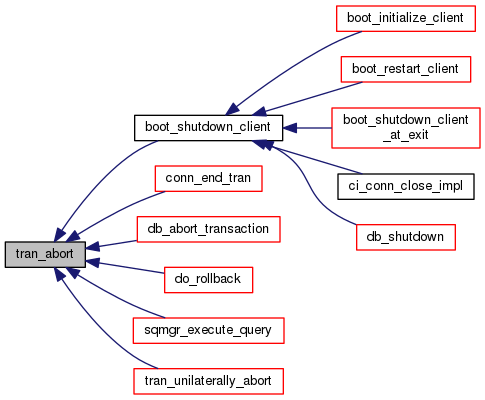 boot_initialize_client
boot_restart_client
boot_shutdown_client
_at_exit
boot_shutdown_client
ci_conn_close_impl
conn_end_tran
db_abort_transaction
db_shutdown
tran_abort
do_rollback
sqmgr_execute_query
tran_unilaterally_abort